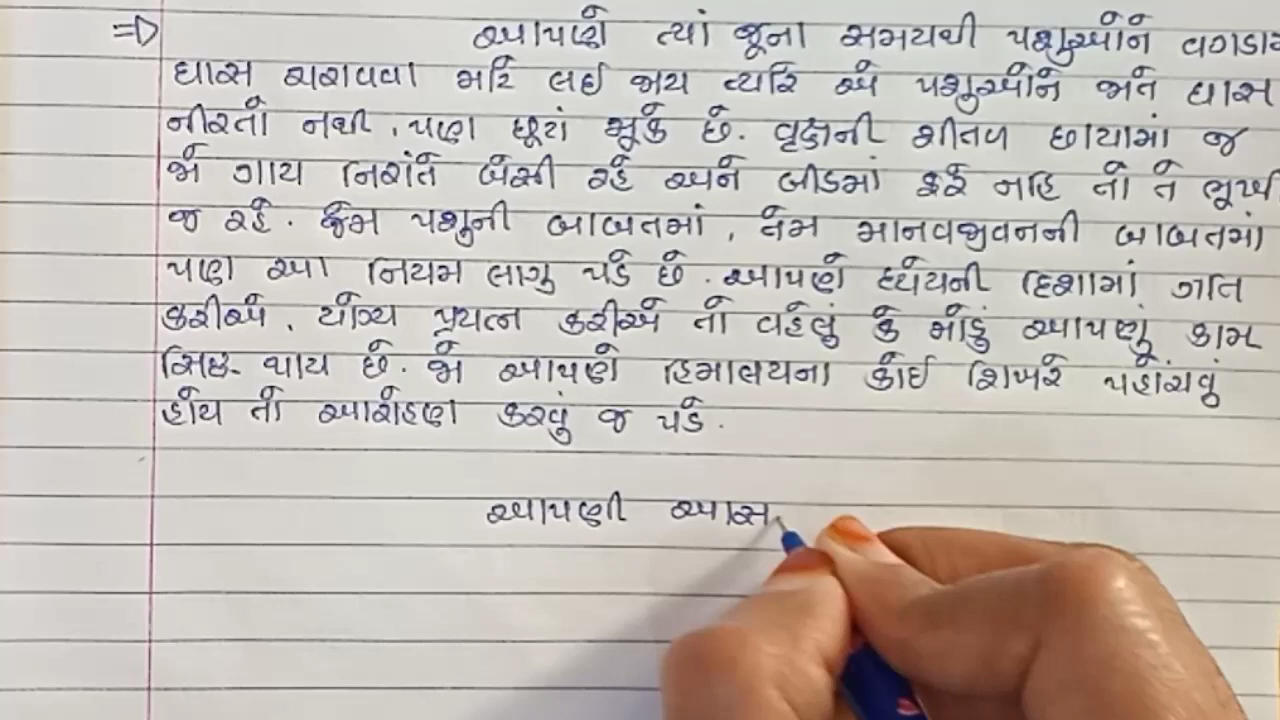 ⇒ આપણે ત્યાં જૂના સમયથી પશુઓને વગડાસ
ઘાસ ચરાવવા માટે લઈ જાય ત્યારે એ પશુઓને જાતે ઘાસ
નીરતો નથી, પણ છૂટાં મૂકે છે. વૃક્ષની શીતળ છાયામાં જ
જો ગાય નિરાંતે બેસી રહે અને બીડમાં ફરે નહિ તો તે ભૂખ
જ રહે. જેમ પશુની બાબતમાં, તેમ માનવજીવનની બાબતમાં
પણ આ નિયમ લાગુ પડે છે. આપણે ધ્યેયની દિશામાં ગતિ
કરીએ, યોગ્ય પ્રયત્ન કરીએ તો વહેલું કે મોડું આપણું કામ
સિદ્ધ થાય છે. જો આપણે હિમાલયના કોઈ શિખરે પહોંચવું
હોય તો આરોહણ કરવું જ પડે.
આપણી આસ